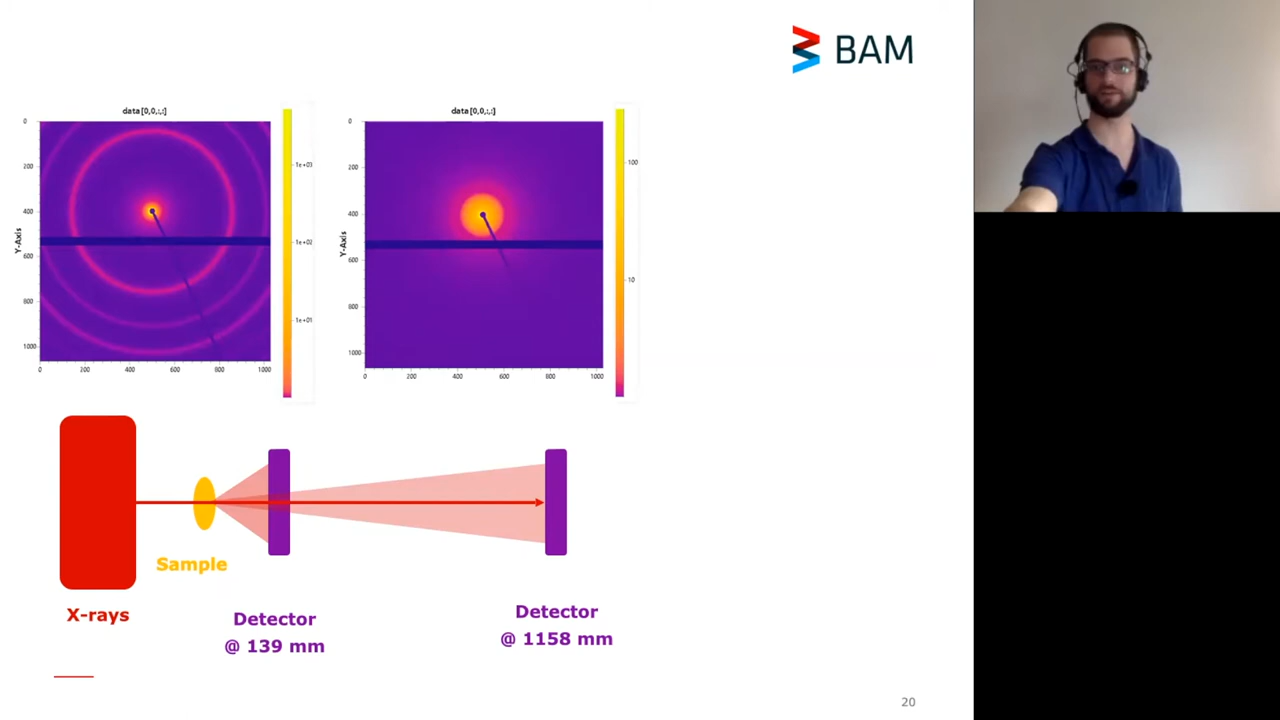 BAM
data[0,0,:,:]
0
200
400
600
800
1000
Y-Axis
0 200 400 600 800 1000
1e+03
1e+02
1e+01
data[0,0,:,:]
0
200
400
600
800
1000
Y-Axis
0 200 400 600 800 1000
100
10
Sample
X-rays
Detector
@ 139 mm
Detector
@ 1158 mm
20